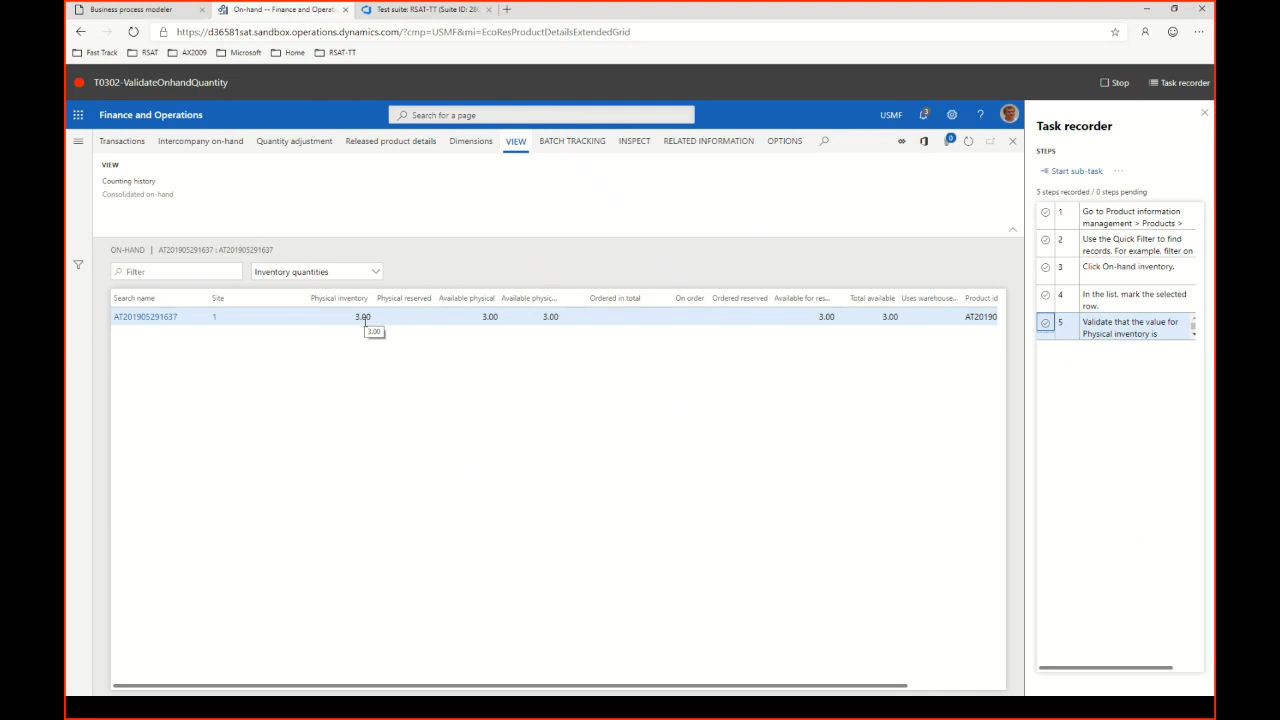 Business process modeler
On-hand -- Finance and Operati
Test suite: RSAT-TT (Suite ID: 286
https://d36581sat.sandbox.operations.dynamics.com/?cmp=USMF&mi=EcoResProductDetailsExtendedGrid
Fast Track
RSAT
AX2009
Microsoft
Home
RSAT-TT
T0302-ValidateOnhandQuantity
Stop
Task recorder
Finance and Operations
Search for a page
USMF
3
Transactions
Intercompany on-hand
Quantity adjustment
Released product details
Dimensions
VIEW
BATCH TRACKING
INSPECT
RELATED INFORMATION
OPTIONS
0
VIEW
Counting history
Consolidated on-hand
ON-HAND | AT201905291637 : AT201905291637
Filter
Inventory quantities
Search name Site Physical inventory Physical reserved Available physical Available physic... Ordered in total On order Ordered reserved Available for res... Total available Uses warehouse... Product id
AT201905291637 1 3.00 3.00 3.00 3.00 3.00 AT20190
3.00
Task recorder
STEPS
Start sub-task
5 steps recorded / 0 steps pending
1 Go to Product information
management > Products >
2 Use the Quick Filter to find
records. For example, filter on
3 Click On-hand inventory.
4 In the list, mark the selected
row.
5 Validate that the value for
Physical inventory is